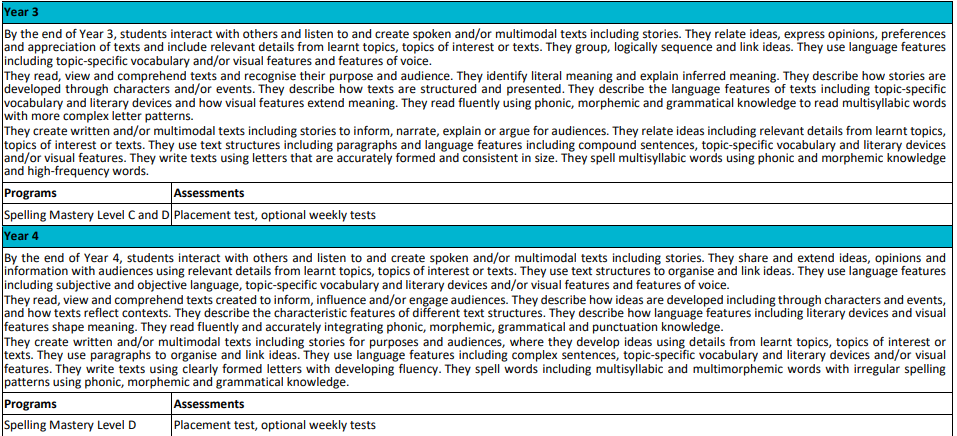 Year 3
By the end of Year 3, students interact with others and listen to and create spoken and/or multimodal texts including stories. They relate ideas, express opinions, preferences
and appreciation of texts and include relevant details from learnt topics, topics of interest or texts. They group, logically sequence and link ideas. They use language features
including topic-specific vocabulary and/or visual features and features of voice.
They read, view and comprehend texts and recognise their purpose and audience. They identify literal meaning and explain inferred meaning. They describe how stories are
developed through characters and/or events. They describe how texts are structured and presented. They describe the language features of texts including topic-specific
vocabulary and literary devices and how visual features extend meaning. They read fluently using phonic, morphemic and grammatical knowledge to read multisyllabic words
with more complex letter patterns.
They create written and/or multimodal texts including stories to inform, narrate, explain or argue for audiences. They relate ideas including relevant details from learnt topics,
topics of interest or texts. They use text structures including paragraphs and language features including compound sentences, topic-specific vocabulary and literary devices
and/or visual features. They write texts using letters that are accurately formed and consistent in size. They spell multisyllabic words using phonic and morphemic knowledge
and high-frequency words.
Programs Assessments
Spelling Mastery Level C and D Placement test, optional weekly tests
Year 4
By the end of Year 4, students interact with others and listen to and create spoken and/or multimodal texts including stories. They share and extend ideas, opinions and
information with audiences using relevant details from learnt topics, topics of interest or texts. They use text structures to organise and link ideas. They use language features
including subjective and objective language, topic-specific vocabulary and literary devices and/or visual features and features of voice.
They read, view and comprehend texts created to inform, influence and/or engage audiences. They describe how ideas are developed including through characters and events,
and how texts reflect contexts. They describe the characteristic features of different text structures. They describe how language features including literary devices and visual
features shape meaning. They read fluently and accurately integrating phonic, morphemic, grammatical and punctuation knowledge.
They create written and/or multimodal texts including stories for purposes and audiences, where they develop ideas using details from learnt topics, topics of interest or
texts. They use paragraphs to organise and link ideas. They use language features including complex sentences, topic-specific vocabulary and literary devices and/or visual
features. They write texts using clearly formed letters with developing fluency. They spell words including multisyllabic and multimorphemic words with irregular spelling
patterns using phonic, morphemic and grammatical knowledge.
Programs Assessments
Spelling Mastery Level D Placement test, optional weekly tests